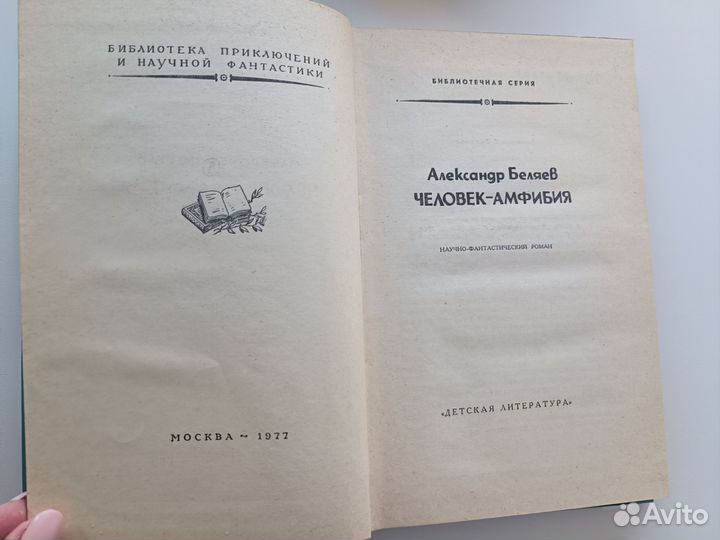 БИБЛИОТЕКА ПРИКЛЮЧЕНИЙ
И НАУЧНОЙ ФАНТАСТИКИ
МОСКВА ~ 1977
БИБЛИОТЕЧНАЯ СЕРИЯ
Александр Беляев
ЧЕЛОВЕК-АМФИБИЯ
НАУЧНО-ФАНТАСТИЧЕСКИЙ РОМАН
«ДЕТСКАЯ ЛИТЕРАТУРА»
Avito